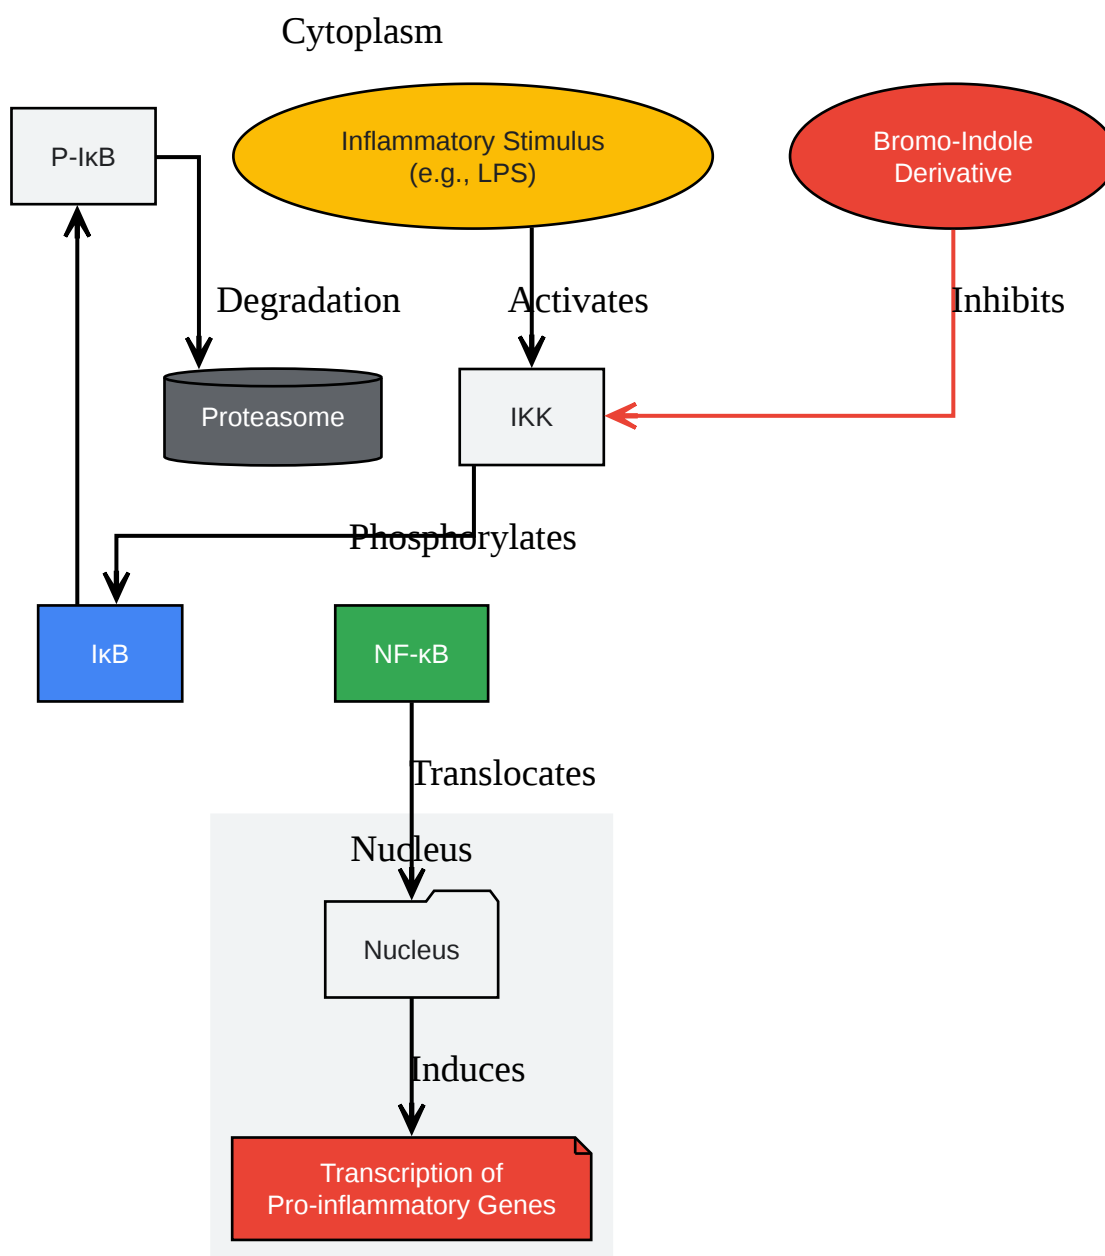 Cytoplasm
P-IκB
Inflammatory Stimulus
(e.g., LPS)
Bromo-Indole
Derivative
Degradation
Activates
Inhibits
Proteasome
IKK
Phosphorylates
IκB
NF-κB
Translocates
Nucleus
Nucleus
Induces
Transcription of
Pro-inflammatory Genes